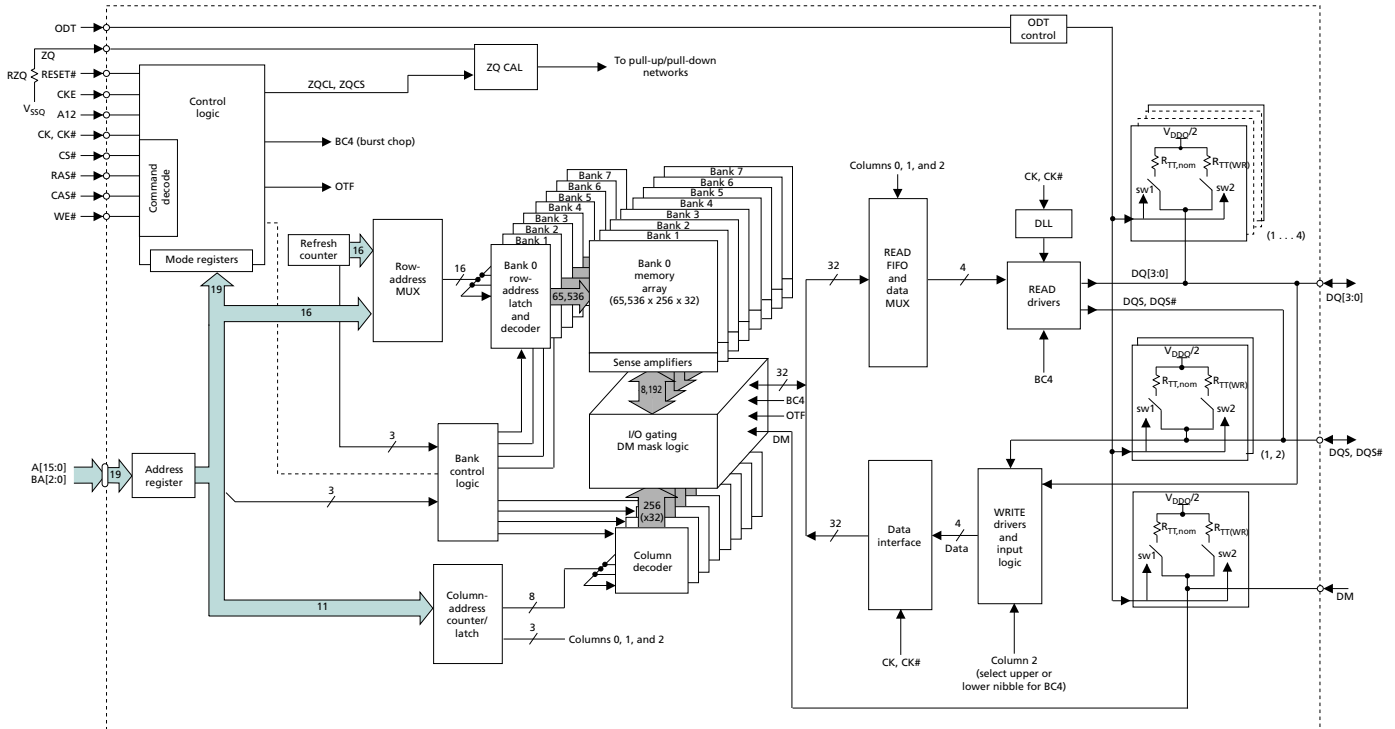 ODT
ODT
control
ZQ
RZQ
RESET#
CKE
VSSQ
A12
CK, CK#
CS#
RAS#
CAS#
WE#
Control
logic
Command
decode
Mode registers
ZQCL, ZQCS
ZQ CAL
To pull-up/pull-down
networks
BC4 (burst chop)
OTF
Refresh
counter
16
Row-
address
MUX
16
19
16
Bank 7
Bank 6
Bank 5
Bank 4
Bank 3
Bank 2
Bank 1
Bank 0
row-
address
latch
and
decoder
65,536
Bank 7
Bank 6
Bank 5
Bank 4
Bank 3
Bank 2
Bank 1
Bank 0
memory
array
(65,536 x 256 x 32)
Sense amplifiers
8,192
I/O gating
DM mask logic
32
BC4
OTF
DM
256
(x32)
Column
decoder
A[15:0]
BA[2:0]
19
Address
register
3
3
Bank
control
logic
11
Column-
address
counter/
latch
8
3
Columns 0, 1, and 2
Columns 0, 1, and 2
32
READ
FIFO
and
data
MUX
4
CK, CK#
DLL
READ
drivers
BC4
DQ[3:0]
DQS, DQS#
VDDQ/2
RTT,nom
RTT(WR)
sw1
sw2
(1 . . . 4)
DQ[3:0]
VDDQ/2
RTT,nom
RTT(WR)
sw1
sw2
(1, 2)
DQS, DQS#
VDDQ/2
RTT,nom
RTT(WR)
sw1
sw2
DM
32
Data
interface
CK, CK#
4
Data
WRITE
drivers
and
input
logic
Column 2
(select upper or
lower nibble for BC4)